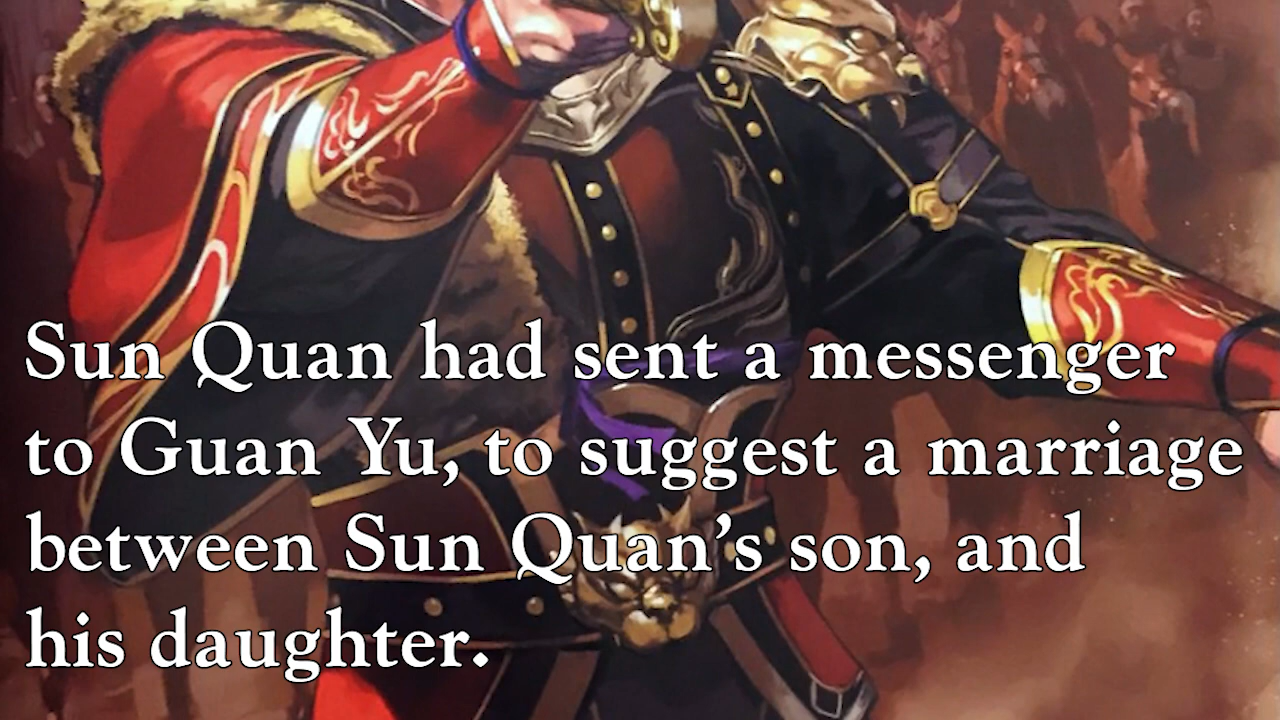 Sun Quan had sent a messenger
to Guan Yu, to suggest a marriage
between Sun Quan’s son, and
his daughter.